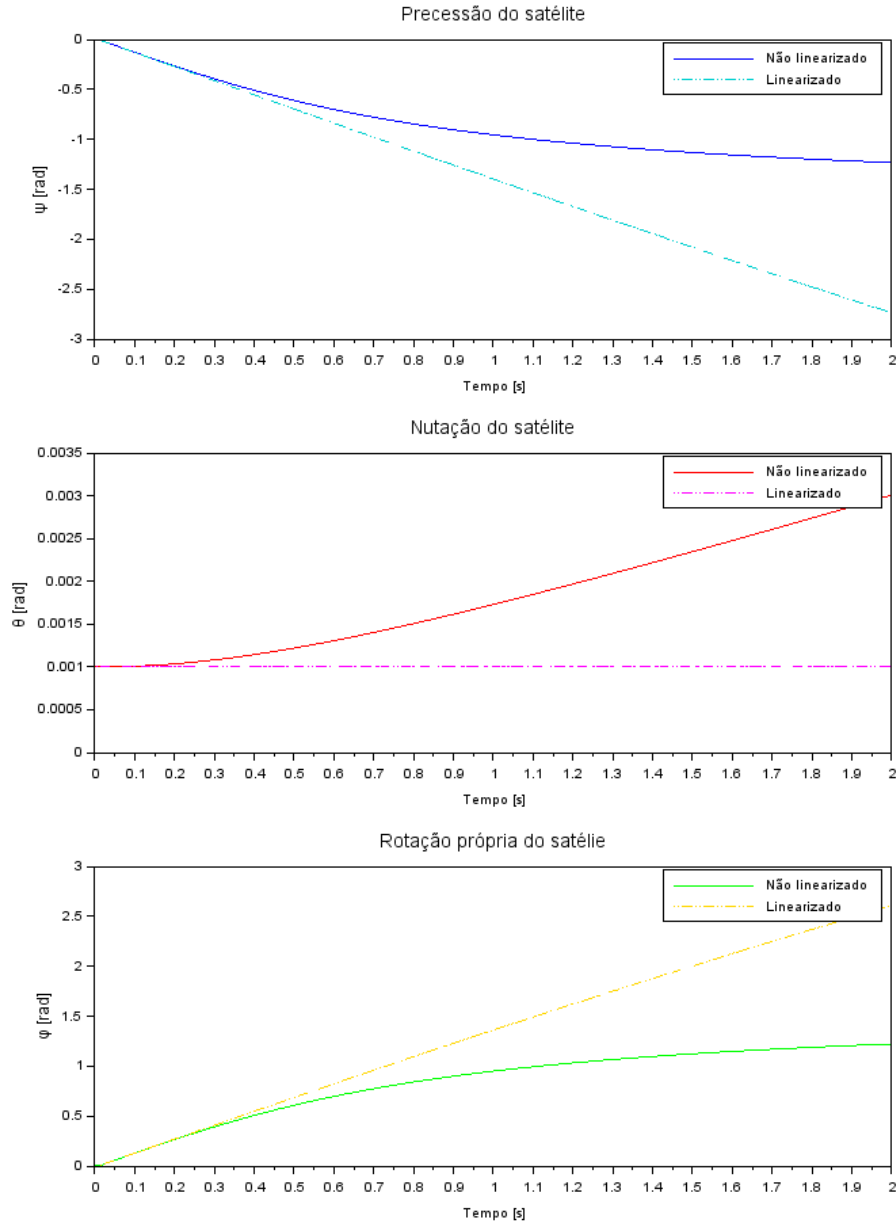 Precessão do satélite
Não linearizado
Linearizado
0
-0.5
-1
-1.5
-2
-2.5
-3
ψ [rad]
0 0.1 0.2 0.3 0.4 0.5 0.6 0.7 0.8 0.9 1 1.1 1.2 1.3 1.4 1.5 1.6 1.7 1.8 1.9 2
Tempo [s]
Nutação do satélite
Não linearizado
Linearizado
0.0035
0.003
0.0025
0.002
0.0015
0.001
0.0005
0
θ [rad]
0 0.1 0.2 0.3 0.4 0.5 0.6 0.7 0.8 0.9 1 1.1 1.2 1.3 1.4 1.5 1.6 1.7 1.8 1.9 2
Tempo [s]
Rotação própria do satélie
Não linearizado
Linearizado
3
2.5
2
1.5
1
0.5
0
φ [rad]
0 0.1 0.2 0.3 0.4 0.5 0.6 0.7 0.8 0.9 1 1.1 1.2 1.3 1.4 1.5 1.6 1.7 1.8 1.9 2
Tempo [s]